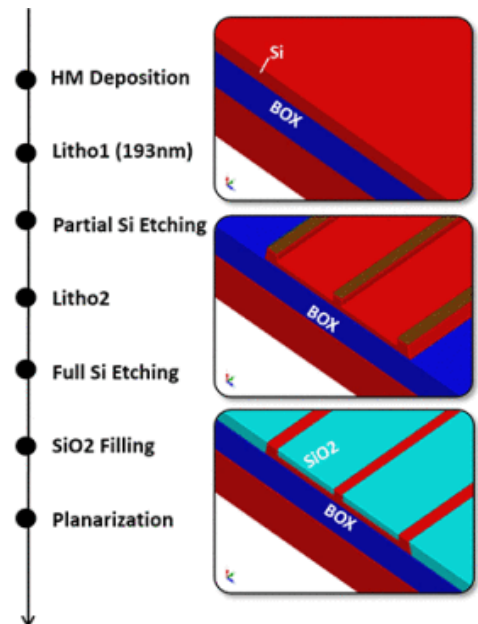 HM Deposition
Litho1 (193nm)
Partial Si Etching
Litho2
Full Si Etching
SiO2 Filling
Planarization
Si
BOX
BOX
SiO2
BOX